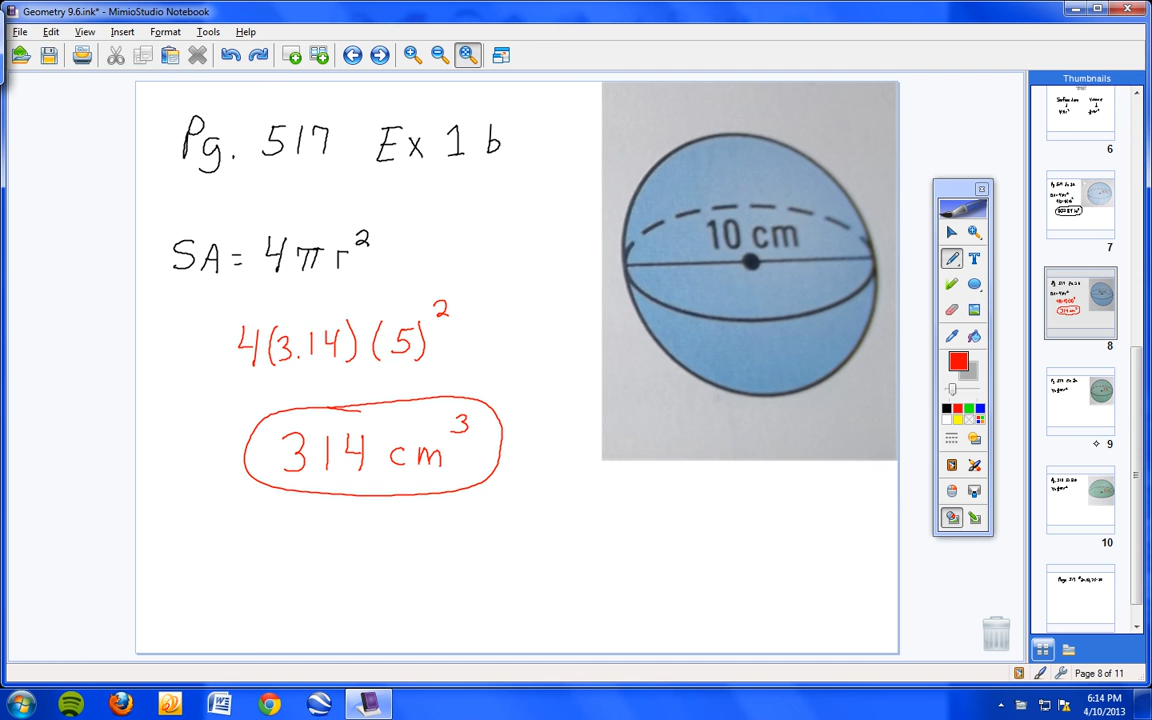 Geometry 9.6.ink* - MimioStudio Notebook
File Edit View Insert Format Tools Help
Thumbnails
Pg. 517 Ex 1 b
SA = 4πr²
4(3.14)(5)²
314 cm³
10 cm
6
7
8
9
10
Page 8 of 11
6:14 PM
4/10/2013